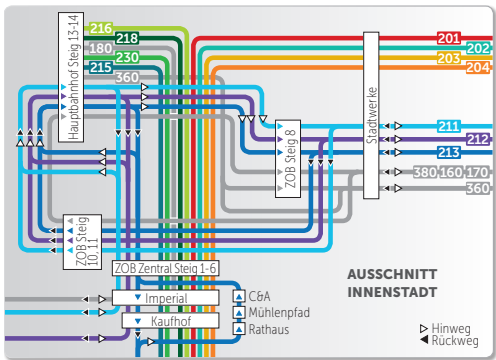 Hauptbahnhof Steig 13-14
216
218
180
230
215
360
201
202
203
204
Stadtwerke
ZOB Steig 8
211
212
213
380 160 170
360
ZOB Steig
10, 11
ZOB Zentral Steig 1-6
Imperial
Kaufhof
C&A
Mühlenpfad
Rathaus
AUSSCHNITT
INNENSTADT
Hinweg
Rückweg